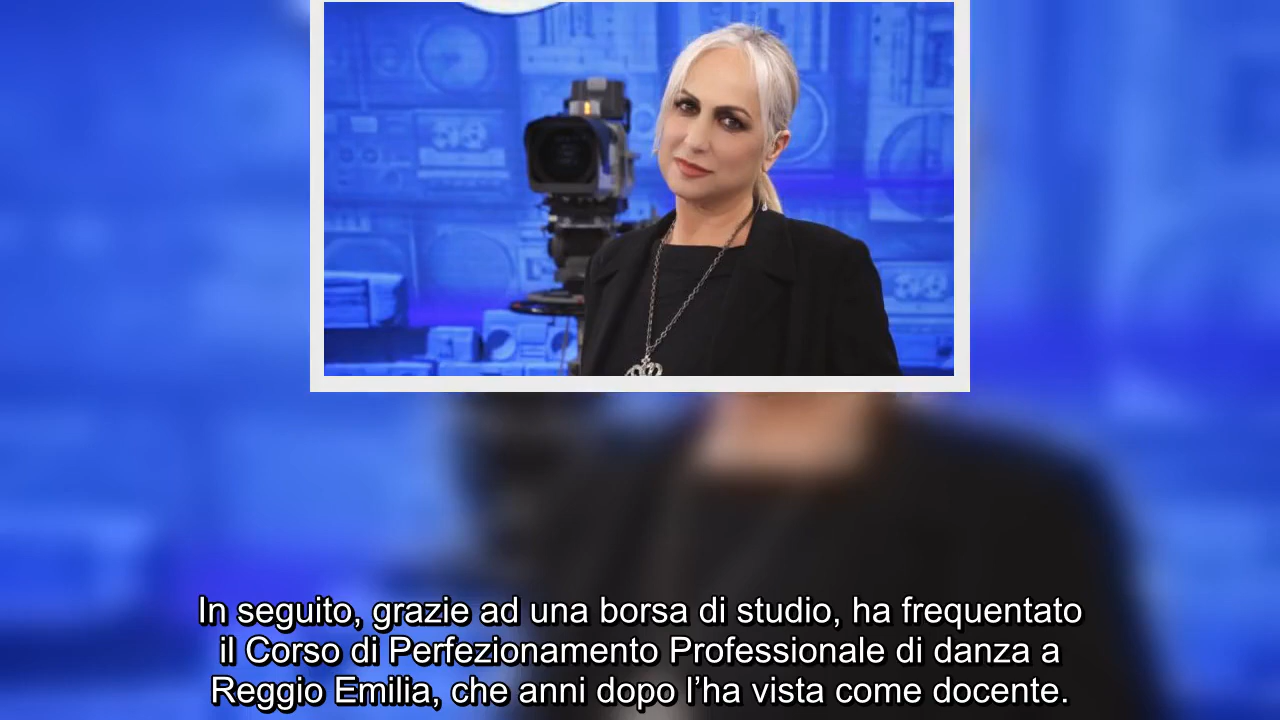 In seguito, grazie ad una borsa di studio, ha frequentato
il Corso di Perfezionamento Professionale di danza a
Reggio Emilia, che anni dopo l’ha vista come docente.